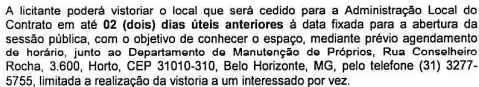 A licitante poderá vistoriar o local que será cedido para a Administração Local do
Contrato em até 02 (dois) dias úteis anteriores à data fixada para a abertura da
sessão pública, com o objetivo de conhecer o espaço, mediante prévio agendamento
de horário, junto ao Departamento de Manutenção de Próprios, Rua Conselheiro
Rocha, 3.600, Horto, CEP 31010-310, Belo Horizonte, MG, pelo telefone (31) 3277-
5755, limitada a realização da vistoria a um interessado por vez.